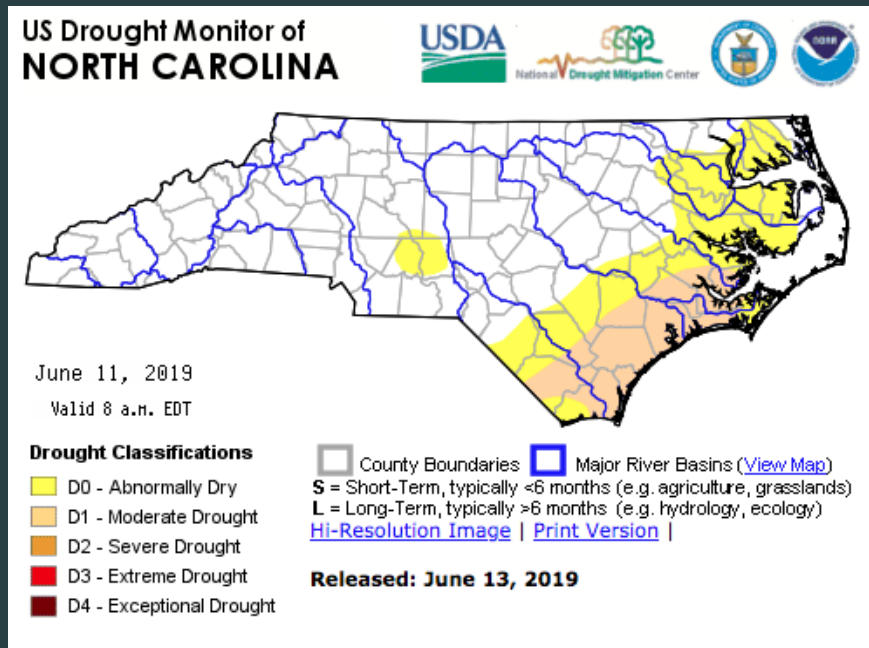 US Drought Monitor of
NORTH CAROLINA
USDA
National Drought Mitigation Center
NOAA
June 11, 2019
Valid 8 a.m. EDT
Drought Classifications
D0 - Abnormally Dry
D1 - Moderate Drought
D2 - Severe Drought
D3 - Extreme Drought
D4 - Exceptional Drought
County Boundaries Major River Basins (View Map)
S = Short-Term, typically <6 months (e.g. agriculture, grasslands)
L = Long-Term, typically >6 months (e.g. hydrology, ecology)
Hi-Resolution Image | Print Version |
Released: June 13, 2019